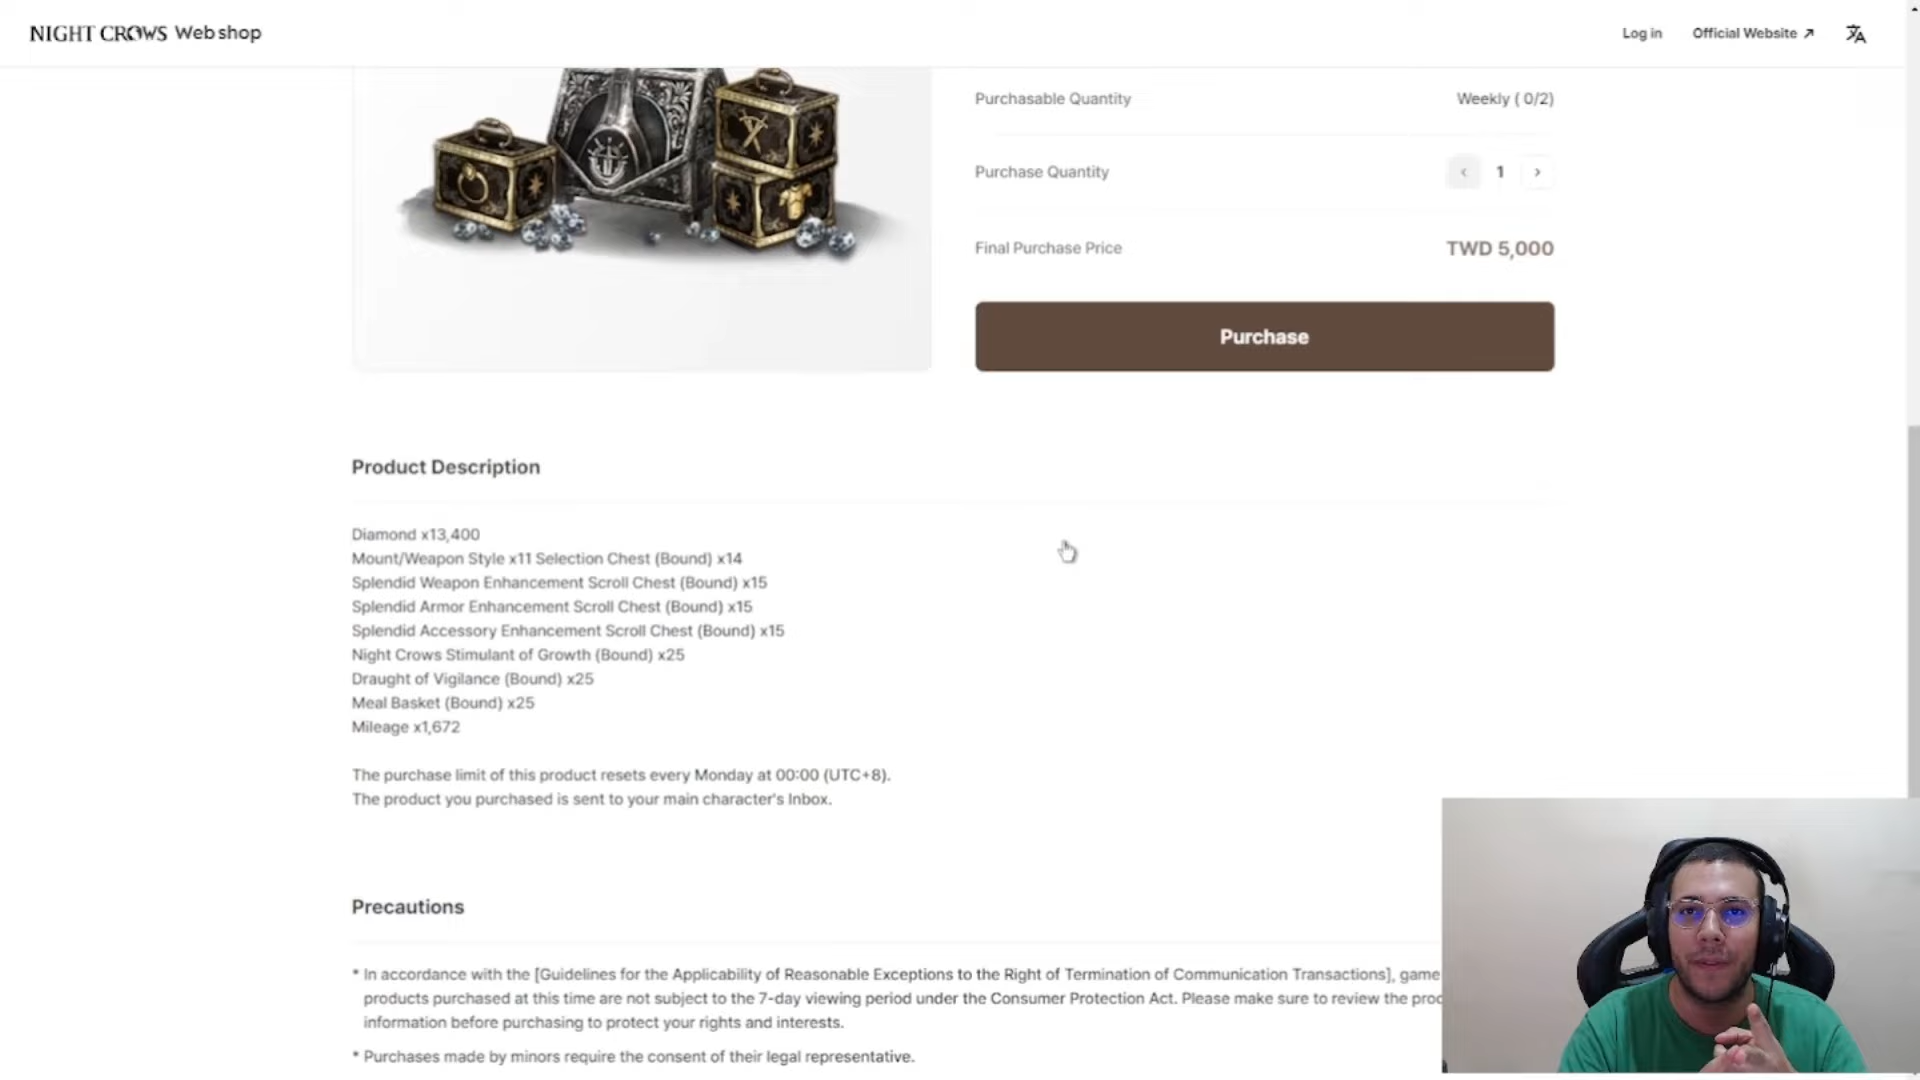 NIGHT CROWS Web shop
Log in
Official Website
Purchasable Quantity
Weekly ( 0/2)
Purchase Quantity
1
Final Purchase Price
TWD 5,000
Purchase
Product Description
Diamond x13,400
Mount/Weapon Style x11 Selection Chest (Bound) x14
Splendid Weapon Enhancement Scroll Chest (Bound) x15
Splendid Armor Enhancement Scroll Chest (Bound) x15
Splendid Accessory Enhancement Scroll Chest (Bound) x15
Night Crows Stimulant of Growth (Bound) x25
Draught of Vigilance (Bound) x25
Meal Basket (Bound) x25
Mileage x1,672
The purchase limit of this product resets every Monday at 00:00 (UTC+8).
The product you purchased is sent to your main character's Inbox.
Precautions
* In accordance with the [Guidelines for the Applicability of Reasonable Exceptions to the Right of Termination of Communication Transactions], game
products purchased at this time are not subject to the 7-day viewing period under the Consumer Protection Act. Please make sure to review the
information before purchasing to protect your rights and interests.
* Purchases made by minors require the consent of their legal representative.